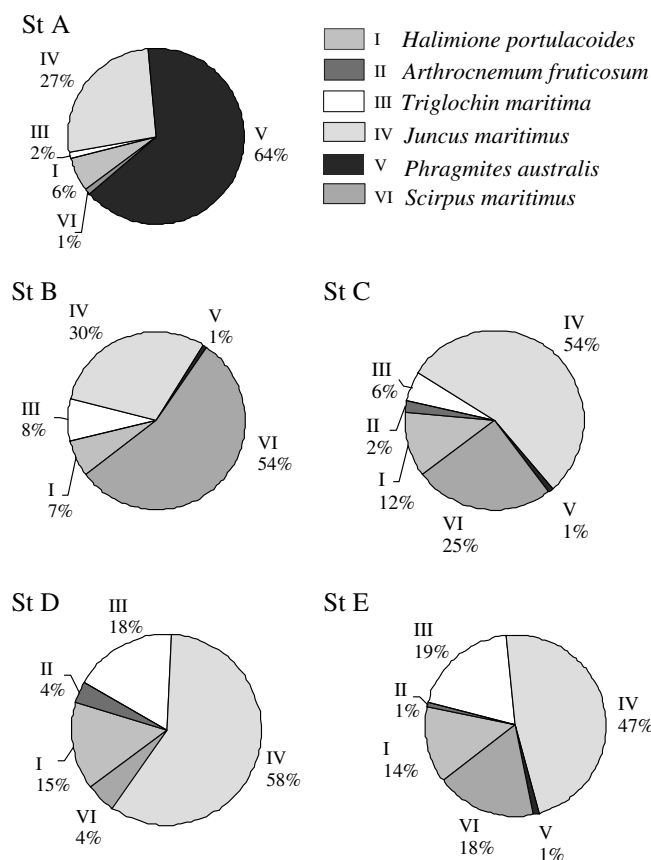 St A
IV
27%
III
2%
I
6%
VI
1%
V
64%
I Halimione portulacoides
II Arthrocnemum fruticosum
III Triglochin maritima
IV Juncus maritimus
V Phragmites australis
VI Scirpus maritimus
St B
IV
30%
V
1%
III
8%
I
7%
VI
54%
St C
IV
54%
III
6%
II
2%
I
12%
VI
25%
V
1%
St D
III
18%
II
4%
I
15%
VI
4%
IV
58%
St E
III
19%
II
1%
I
14%
VI
18%
V
1%
IV
47%